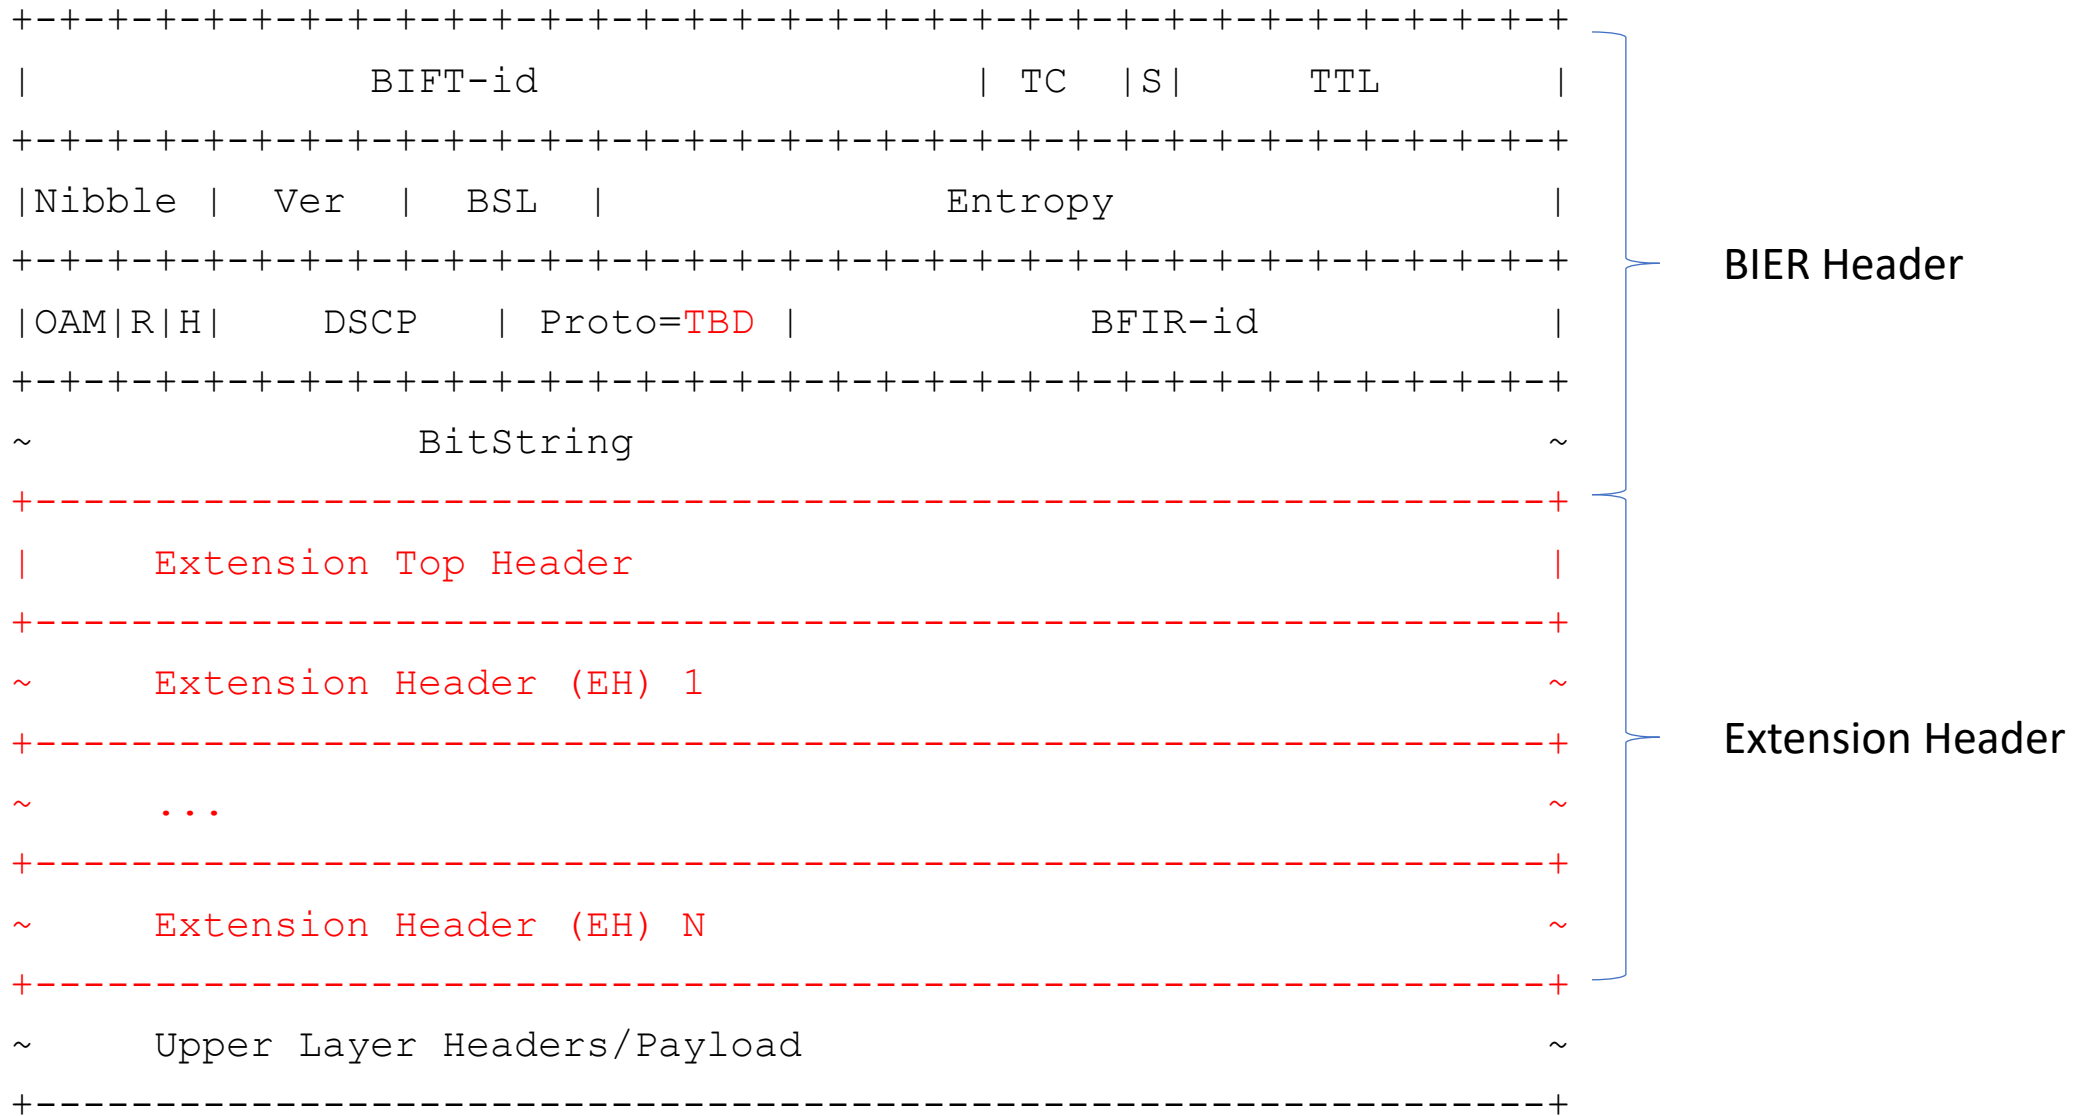 +-+-+-+-+-+-+-+-+-+-+-+-+-+-+-+-+-+-+-+-+-+-+-+-+-+-+-+-+-+-+-+-+
| BIFT-id | TC |S| TTL |
+-+-+-+-+-+-+-+-+-+-+-+-+-+-+-+-+-+-+-+-+-+-+-+-+-+-+-+-+-+-+-+-+
|Nibble | Ver | BSL | Entropy |
+-+-+-+-+-+-+-+-+-+-+-+-+-+-+-+-+-+-+-+-+-+-+-+-+-+-+-+-+-+-+-+-+
BIER Header
|OAM|R|H| DSCP | Proto=TBD | BFIR-id |
+-+-+-+-+-+-+-+-+-+-+-+-+-+-+-+-+-+-+-+-+-+-+-+-+-+-+-+-+-+-+-+-+
~ BitString ~
+---------------------------------------------------------------+
| Extension Top Header |
+---------------------------------------------------------------+
~ Extension Header (EH) 1 ~
+---------------------------------------------------------------+
Extension Header
~ ... ~
+---------------------------------------------------------------+
~ Extension Header (EH) N ~
+---------------------------------------------------------------+
~ Upper Layer Headers/Payload ~
+---------------------------------------------------------------+